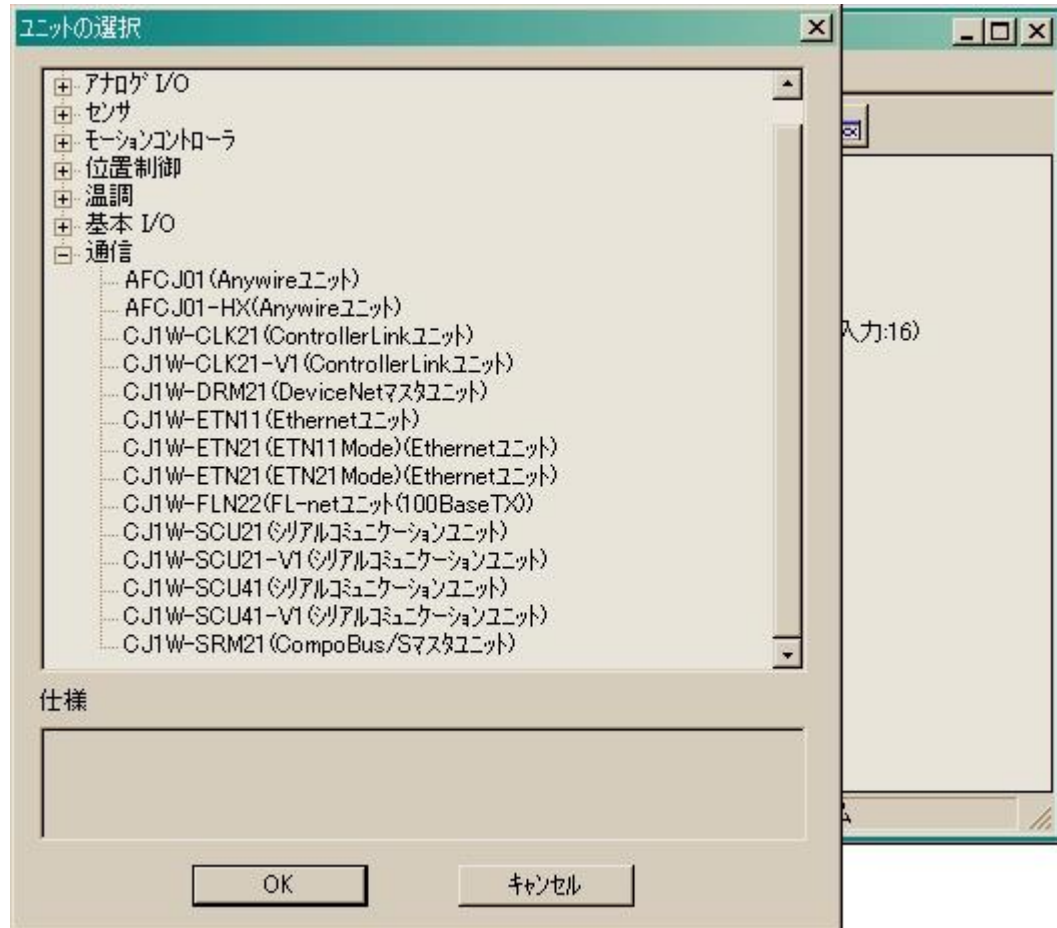 ユニットの選択
アナログ I/O
センサ
モーションコントローラ
位置制御
温調
基本 I/O
通信
AFCJ01(Anywireユニット)
AFCJ01-HX(Anywireユニット)
CJ1W-CLK21(ControllerLinkユニット)
CJ1W-CLK21-V1(ControllerLinkユニット)
CJ1W-DRM21(DeviceNetマスタユニット)
CJ1W-ETN11(Ethernetユニット)
CJ1W-ETN21(ETN11Mode)(Ethernetユニット)
CJ1W-ETN21(ETN21Mode)(Ethernetユニット)
CJ1W-FLN22(FL-netユニット(100BaseTX))
CJ1W-SCU21(シリアルコミュニケーションユニット)
CJ1W-SCU21-V1(シリアルコミュニケーションユニット)
CJ1W-SCU41(シリアルコミュニケーションユニット)
CJ1W-SCU41-V1(シリアルコミュニケーションユニット)
CJ1W-SRM21(CompoBus/Sマスタユニット)
入力:16)
仕様
OK
キャンセル